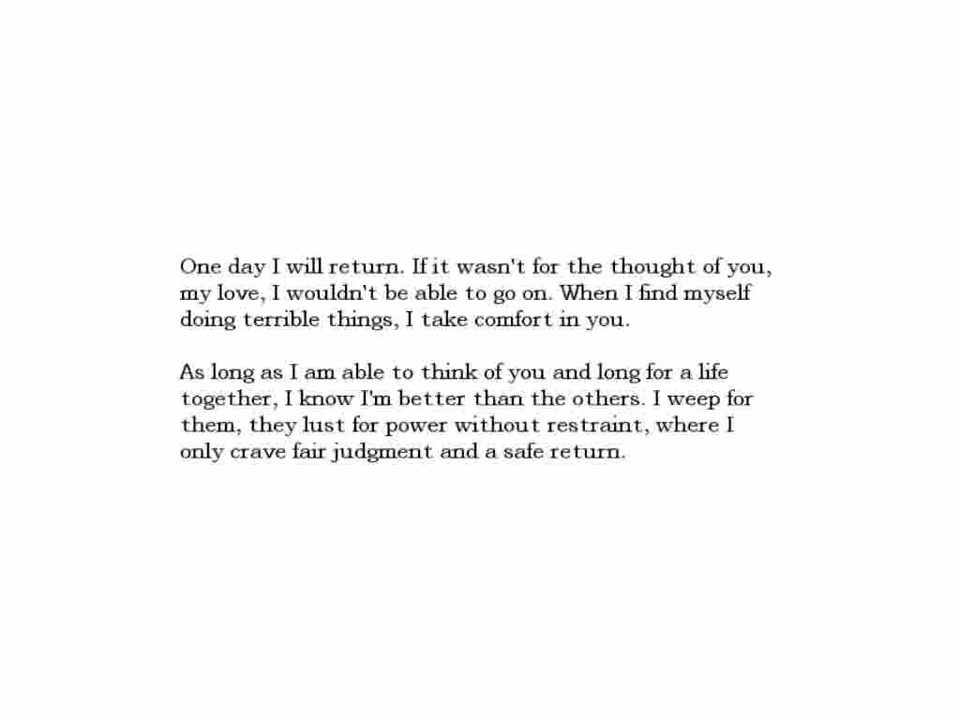 One day I will return. If it wasn't for the thought of you,
my love, I wouldn't be able to go on. When I find myself
doing terrible things, I take comfort in you.
As long as I am able to think of you and long for a life
together, I know I'm better than the others. I weep for
them, they lust for power without restraint, where I
only crave fair judgment and a safe return.